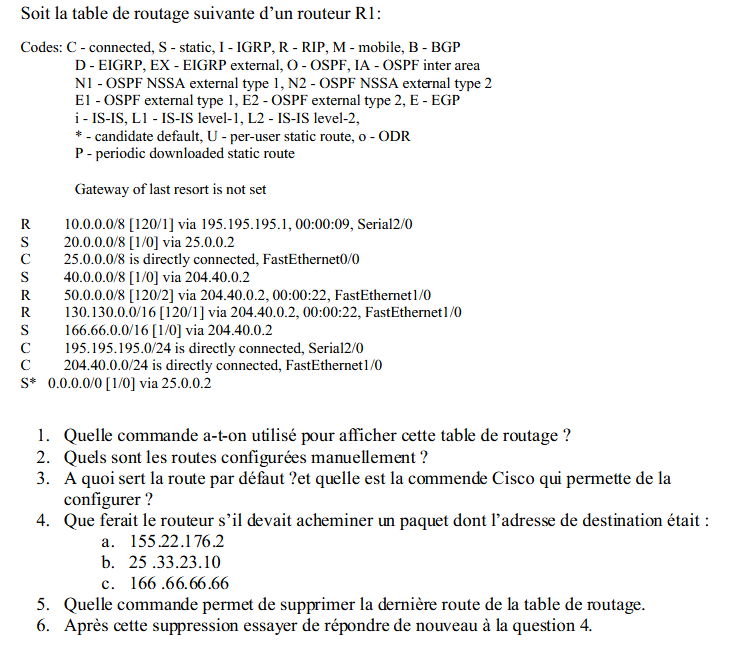 Soit la table de routage suivante d’un routeur R1:
Codes: C - connected, S - static, I - IGRP, R - RIP, M - mobile, B - BGP
D - EIGRP, EX - EIGRP external, O - OSPF, IA - OSPF inter area
N1 - OSPF NSSA external type 1, N2 - OSPF NSSA external type 2
E1 - OSPF external type 1, E2 - OSPF external type 2, E - EGP
i - IS-IS, L1 - IS-IS level-1, L2 - IS-IS level-2,
* - candidate default, U - per-user static route, o - ODR
P - periodic downloaded static route
Gateway of last resort is not set
R 10.0.0.0/8 [120/1] via 195.195.195.1, 00:00:09, Serial2/0
S 20.0.0.0/8 [1/0] via 25.0.0.2
C 25.0.0.0/8 is directly connected, FastEthernet0/0
S 40.0.0.0/8 [1/0] via 204.40.0.2
R 50.0.0.0/8 [120/2] via 204.40.0.2, 00:00:22, FastEthernet1/0
R 130.130.0.0/16 [120/1] via 204.40.0.2, 00:00:22, FastEthernet1/0
S 166.66.0.0/16 [1/0] via 204.40.0.2
C 195.195.195.0/24 is directly connected, Serial2/0
C 204.40.0.0/24 is directly connected, FastEthernet1/0
S* 0.0.0.0/0 [1/0] via 25.0.0.2
1. Quelle commande a-t-on utilisé pour afficher cette table de routage ?
2. Quels sont les routes configurées manuellement ?
3. A quoi sert la route par défaut ?et quelle est la commende Cisco qui permette de la
configurer ?
4. Que ferait le routeur s’il devait acheminer un paquet dont l’adresse de destination était :
a. 155.22.176.2
b. 25 .33.23.10
c. 166 .66.66.66
5. Quelle commande permet de supprimer la dernière route de la table de routage.
6. Après cette suppression essayer de répondre de nouveau à la question 4.